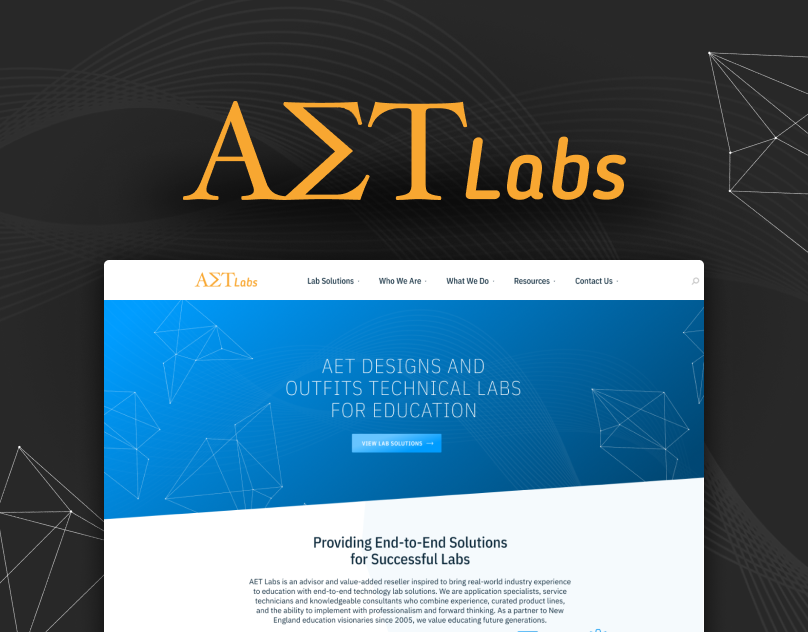 AΣT Labs
AΣT Labs
Lab Solutions
Who We Are
What We Do
Resources
Contact Us
AET DESIGNS AND
OUTFITS TECHNICAL LABS
FOR EDUCATION
VIEW LAB SOLUTIONS →
Providing End-to-End Solutions
for Successful Labs
AET Labs is an advisor and value-added reseller inspired to bring real-world industry experience
to education with end-to-end technology lab solutions. We are application specialists, service
technicians and knowledgeable consultants who combine experience, curated product lines,
and the ability to implement with professionalism and forward thinking. As a partner to New
England education visionaries since 2005, we value educating future generations.